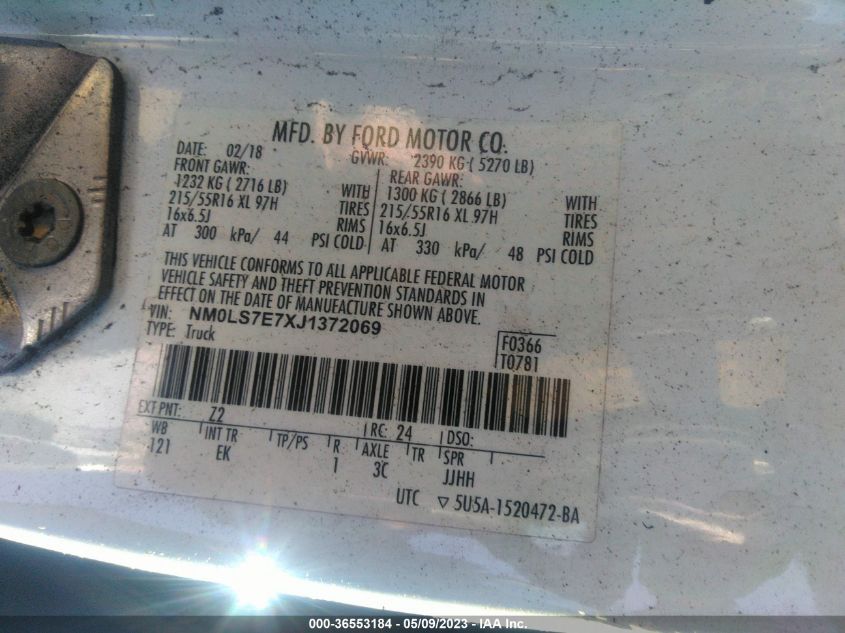 MFD. BY FORD MOTOR CO.
DATE: 02/18 GVWR: 2390 KG ( 5270 LB)
FRONT GAWR: REAR GAWR:
1232 KG ( 2716 LB) WITH 1300 KG ( 2866 LB) WITH
215/55R16 XL 97H TIRES 215/55R16 XL 97H TIRES
16x6.5J RIMS 16x6.5J RIMS
AT 300 kPa/ 44 PSI COLD AT 330 kPa/ 48 PSI COLD
THIS VEHICLE CONFORMS TO ALL APPLICABLE FEDERAL MOTOR
VEHICLE SAFETY AND THEFT PREVENTION STANDARDS IN
EFFECT ON THE DATE OF MANUFACTURE SHOWN ABOVE.
VIN: NM0LS7E7XJ1372069
TYPE: Truck
F0366
T0781
EXT PNT: Z2 RC: 24 DSO:
WB INT TR TP/PS R AXLE TR SPR
121 EK 1 3C JJHH
UTC ▽ 5U5A-1520472-BA
000-36553184 - 05/09/2023 - IAA Inc.